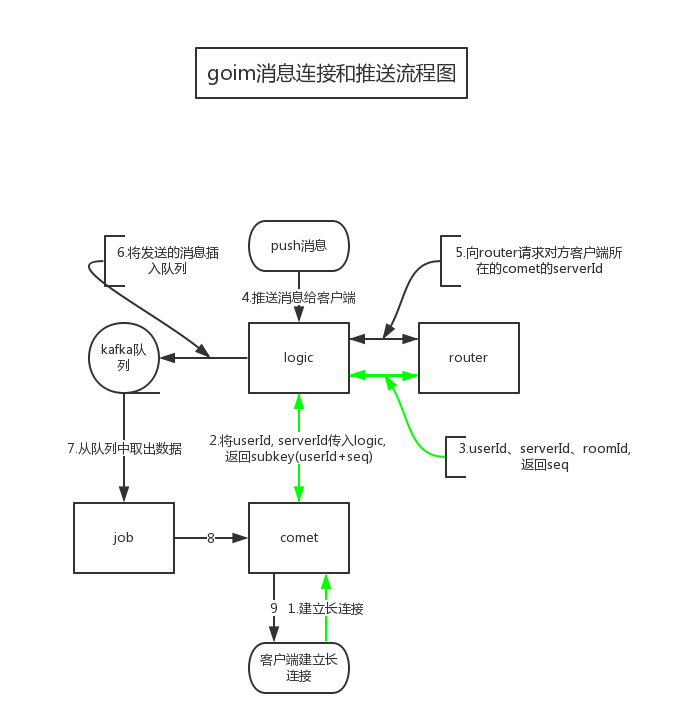 goim消息连接和推送流程图
push消息
6.将发送的消息插
入队列
5.向router请求对方客户端所
在的comet的serverId
4.推送消息给客户端
kafka队
列
logic
router
2.将userId, serverId传入logic,
返回subkey(userId+seq)
3.userId、serverId、roomId,
返回seq
7.从队列中取出数据
job
8
comet
9
1.建立长连接
客户端建立长
连接